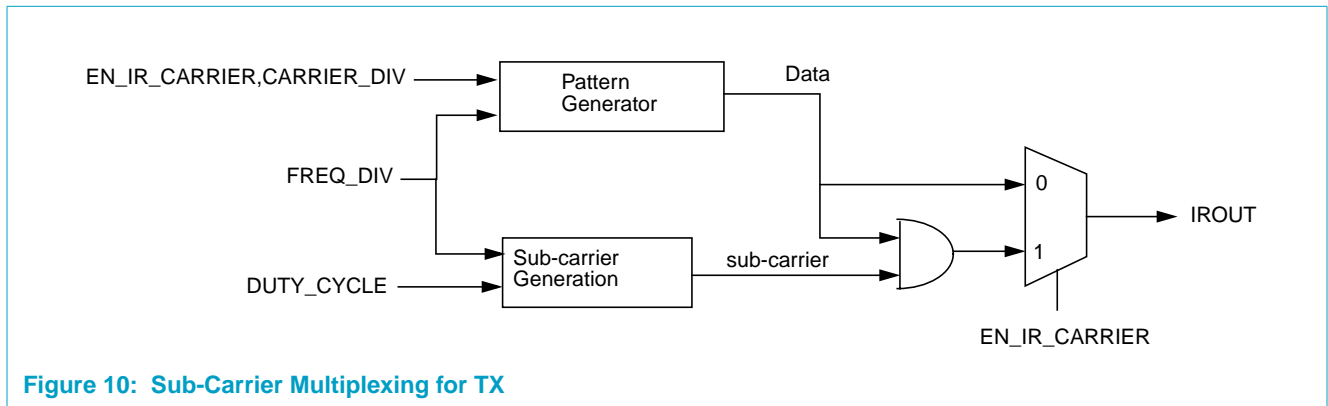 EN_IR_CARRIER,CARRIER_DIV
Pattern
Generator
Data
FREQ_DIV
0
IROUT
Sub-carrier
Generation
sub-carrier
1
DUTY_CYCLE
EN_IR_CARRIER
Figure 10: Sub-Carrier Multiplexing for TX